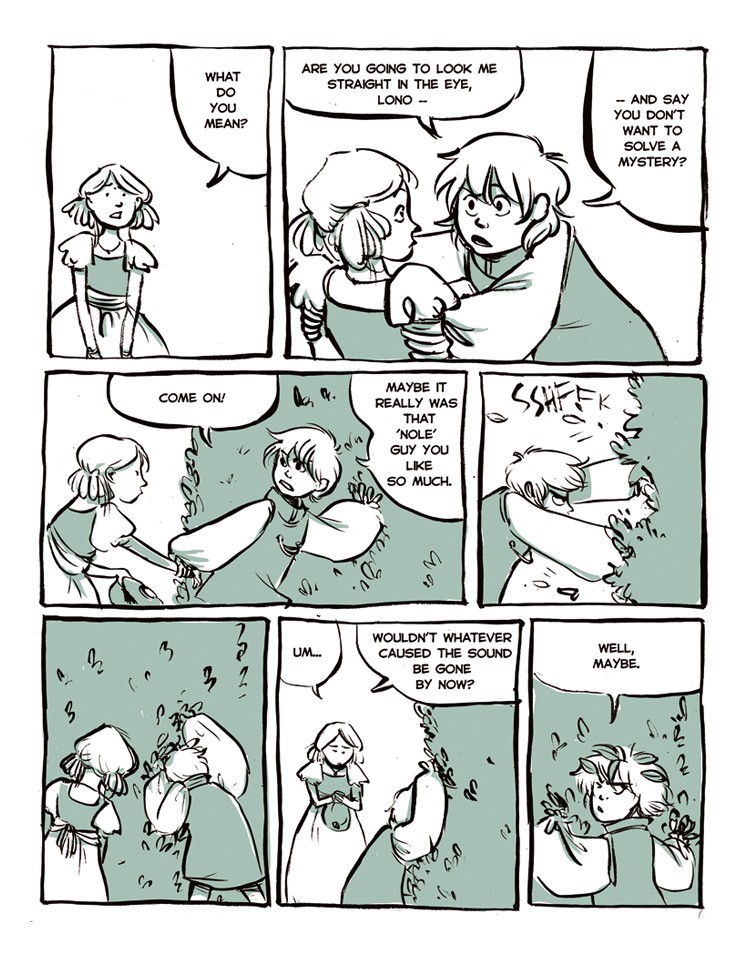 WHAT
DO
YOU
MEAN?
ARE YOU GOING TO LOOK ME
STRAIGHT IN THE EYE,
LONO --
-- AND SAY
YOU DON'T
WANT TO
SOLVE A
MYSTERY?
COME ON!
MAYBE IT
REALLY WAS
THAT
'NOLE'
GUY YOU
LIKE
SO MUCH.
SSHFFK
UM...
WOULDN'T WHATEVER
CAUSED THE SOUND
BE GONE
BY NOW?
WELL,
MAYBE.